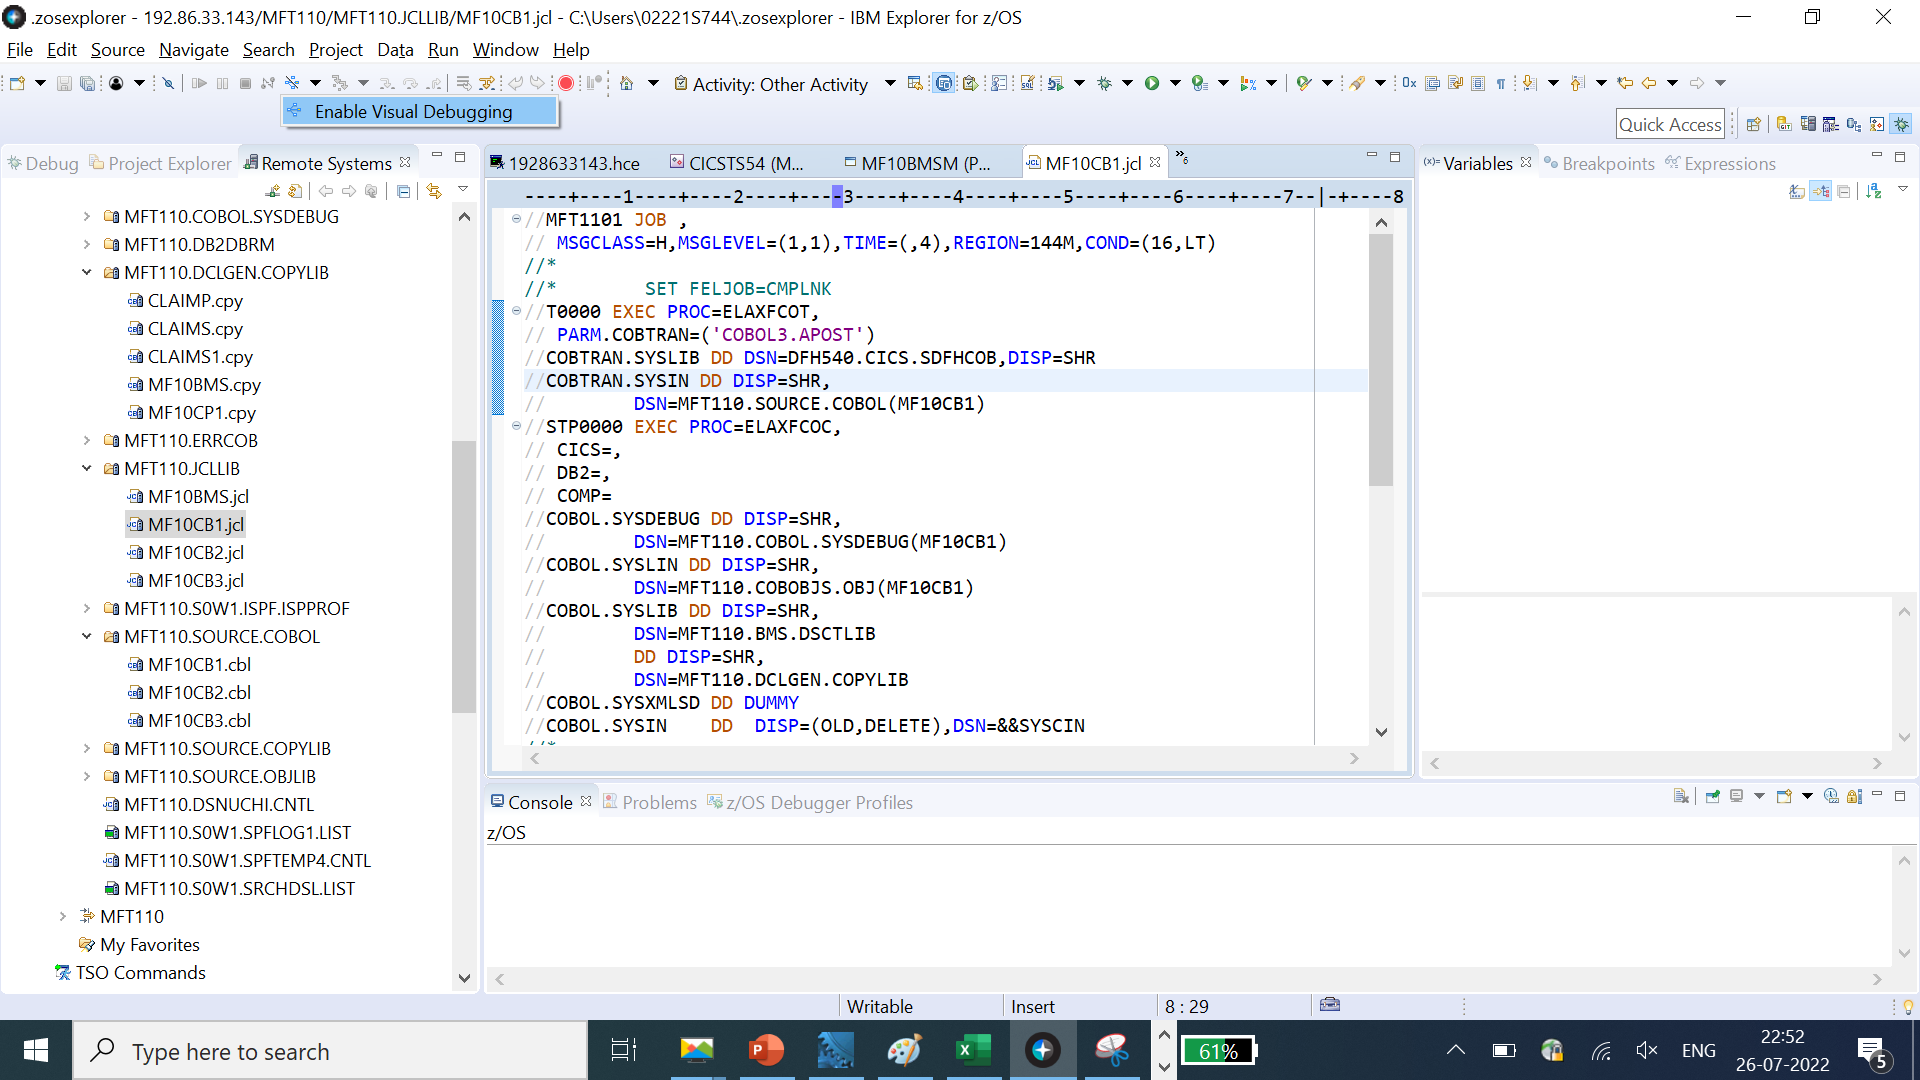 .zosexplorer - 192.86.33.143/MFT110/MFT110.JCLLIB/MF10CB1.jcl - C:\Users\02221S744\.zosexplorer - IBM Explorer for z/OS
File Edit Source Navigate Search Project Data Run Window Help
Activity: Other Activity
Enable Visual Debugging
Quick Access
Debug Project Explorer Remote Systems
MFT110.COBOL.SYSDEBUG
MFT110.DB2DBRM
MFT110.DCLGEN.COPYLIB
CLAIMP.cpy
CLAIMS.cpy
CLAIMS1.cpy
MF10BMS.cpy
MF10CP1.cpy
MFT110.ERRCOB
MFT110.JCLLIB
MF10BMS.jcl
MF10CB1.jcl
MF10CB2.jcl
MF10CB3.jcl
MFT110.S0W1.ISPF.ISPPROF
MFT110.SOURCE.COBOL
MF10CB1.cbl
MF10CB2.cbl
MF10CB3.cbl
MFT110.SOURCE.COPYLIB
MFT110.SOURCE.OBJLIB
MFT110.DSNUCHI.CNTL
MFT110.S0W1.SPFLOG1.LIST
MFT110.S0W1.SPFTEMP4.CNTL
MFT110.S0W1.SRCHDSL.LIST
MFT110
My Favorites
TSO Commands
1928633143.hce CICSTS54 (M... MF10BMSM (P... MF10CB1.jcl »6
----+----1----+----2----+----3----+----4----+----5----+----6----+----7--|-+----8
//MFT1101 JOB ,
// MSGCLASS=H,MSGLEVEL=(1,1),TIME=(,4),REGION=144M,COND=(16,LT)
//*
//* SET FELJOB=CMPLNK
//T0000 EXEC PROC=ELAXFCOT,
// PARM.COBTRAN=('COBOL3.APOST')
//COBTRAN.SYSLIB DD DSN=DFH540.CICS.SDFHCOB,DISP=SHR
//COBTRAN.SYSIN DD DISP=SHR,
// DSN=MFT110.SOURCE.COBOL(MF10CB1)
//STP0000 EXEC PROC=ELAXFCOC,
// CICS=,
// DB2=,
// COMP=
//COBOL.SYSDEBUG DD DISP=SHR,
// DSN=MFT110.COBOL.SYSDEBUG(MF10CB1)
//COBOL.SYSLIN DD DISP=SHR,
// DSN=MFT110.COBOBJS.OBJ(MF10CB1)
//COBOL.SYSLIB DD DISP=SHR,
// DSN=MFT110.BMS.DSCTLIB
// DD DISP=SHR,
// DSN=MFT110.DCLGEN.COPYLIB
//COBOL.SYSXMLSD DD DUMMY
//COBOL.SYSIN DD DISP=(OLD,DELETE),DSN=&&SYSCIN
//*
Variables Breakpoints Expressions
Console Problems z/OS Debugger Profiles
z/OS
Writable Insert 8 : 29
Type here to search
61%
ENG
22:52
26-07-2022
5